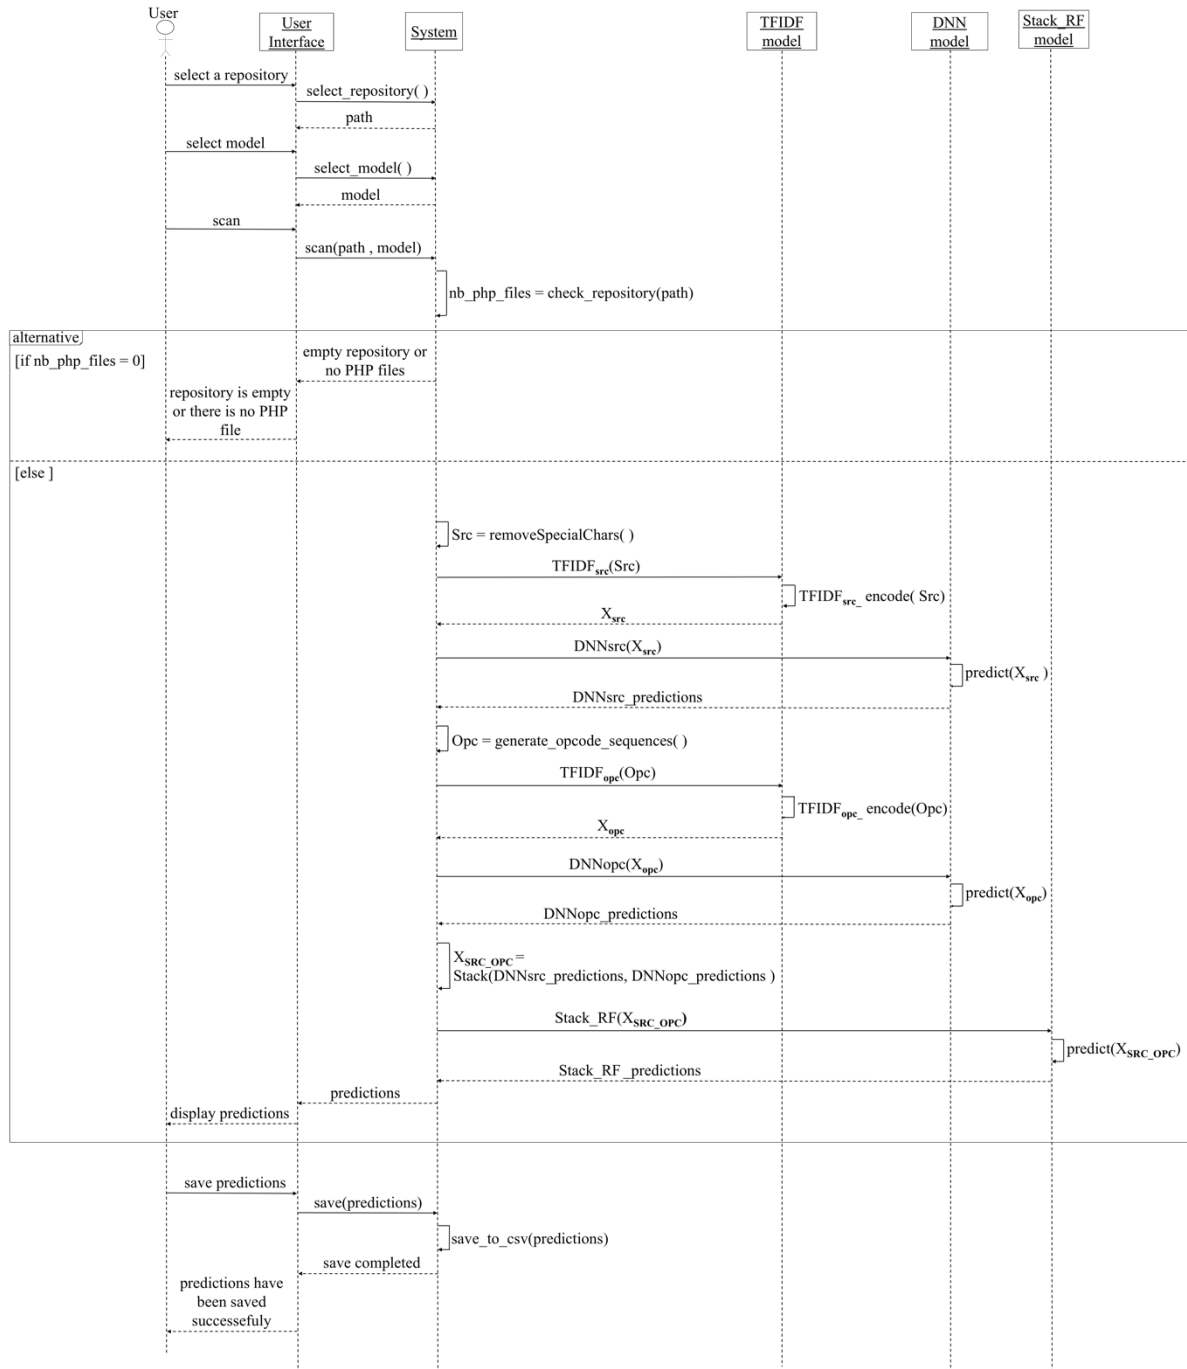 User
User
Interface
System
TFIDF
model
DNN
model
Stack_RF
model
select a repository
select_repository( )
path
select model
select_model( )
model
scan
scan(path , model)
nb_php_files = check_repository(path)
alternative
[if nb_php_files = 0]
empty repository or
no PHP files
repository is empty
or there is no PHP
file
[else ]
Src = removeSpecialChars( )
TFIDFsrc(Src)
TFIDFsrc_ encode( Src)
Xsrc
DNNsrc(Xsrc)
predict(Xsrc )
DNNsrc_predictions
Opc = generate_opcode_sequences( )
TFIDFopc(Opc)
TFIDFopc_ encode(Opc)
Xopc
DNNopc(Xopc)
predict(Xopc)
DNNopc_predictions
XSRC_OPC =
Stack(DNNsrc_predictions, DNNopc_predictions )
Stack_RF(XSRC_OPC)
predict(XSRC_OPC)
Stack_RF _predictions
predictions
display predictions
save predictions
save(predictions)
save_to_csv(predictions)
save completed
predictions have
been saved
successefuly